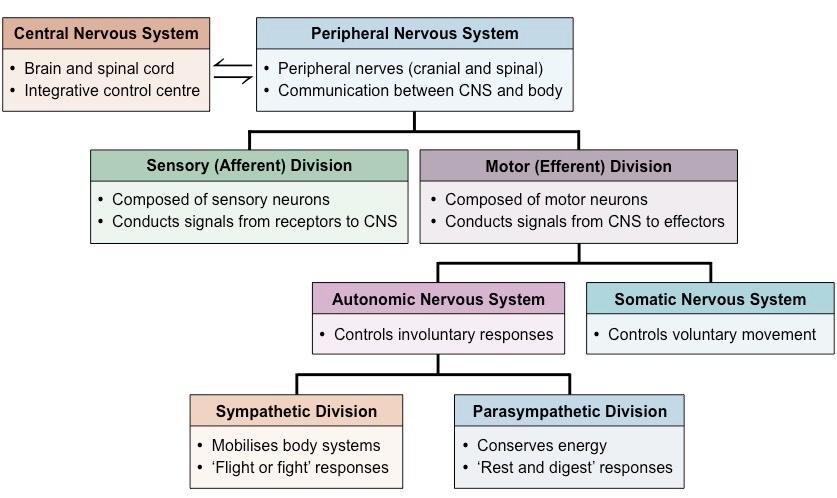 Central Nervous System
• Brain and spinal cord
• Integrative control centre
Peripheral Nervous System
• Peripheral nerves (cranial and spinal)
• Communication between CNS and body
Sensory (Afferent) Division
• Composed of sensory neurons
• Conducts signals from receptors to CNS
Motor (Efferent) Division
• Composed of motor neurons
• Conducts signals from CNS to effectors
Autonomic Nervous System
• Controls involuntary responses
Somatic Nervous System
• Controls voluntary movement
Sympathetic Division
• Mobilises body systems
• ‘Flight or fight’ responses
Parasympathetic Division
• Conserves energy
• ‘Rest and digest’ responses